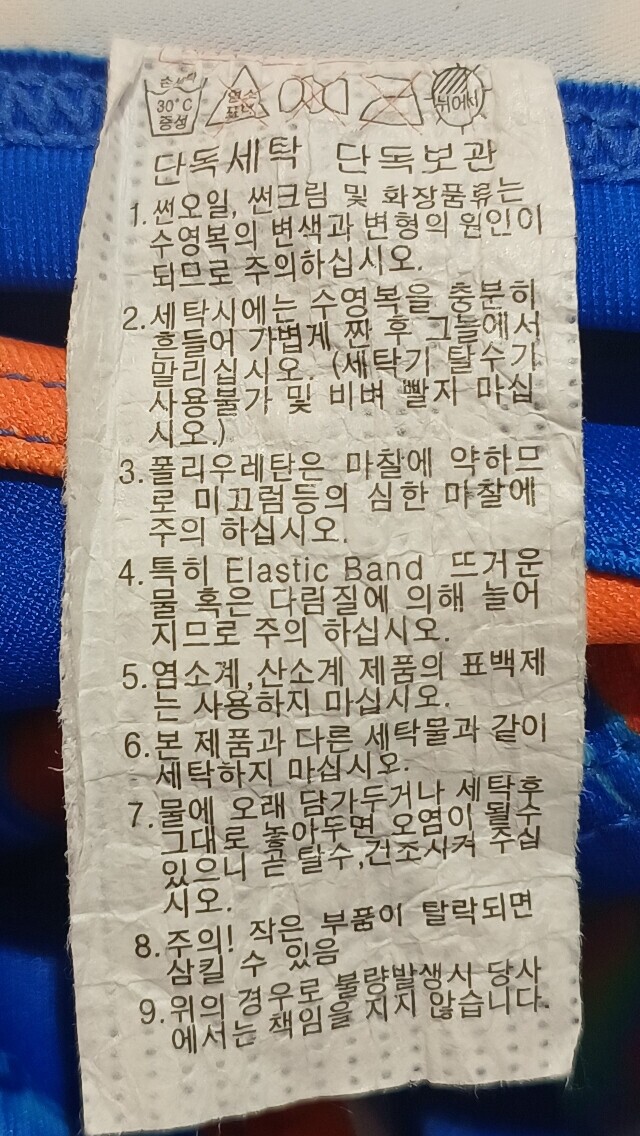 손세탁
30°C
중성
염소
표백
뉘어서
단독세탁 단독보관
1. 썬오일, 썬크림 및 화장품류는
수영복의 변색과 변형의 원인이
되므로 주의하십시오.
2. 세탁시에는 수영복을 충분히
흔들어 가볍게 짠 후 그늘에서
말리십시오. (세탁기 탈수기
사용불가 및 비벼 빨지 마십
시오.)
3. 폴리우레탄은 마찰에 약하므
로 미끄럼등의 심한 마찰에
주의 하십시오.
4. 특히 Elastic Band 뜨거운
물 혹은 다림질에 의해 늘어
지므로 주의 하십시오.
5. 염소계,산소계 제품의 표백제
는 사용하지 마십시오.
6. 본 제품과 다른 세탁물과 같이
세탁하지 마십시오.
7. 물에 오래 담가두거나 세탁후
그대로 놓아두면 오염이 될수
있으니 곧 탈수,건조시켜 주십
시오.
8. 주의! 작은 부품이 탈락되면
삼킬 수 있음
9. 위의 경우로 불량발생시 당사
에서는 책임을 지지 않습니다.